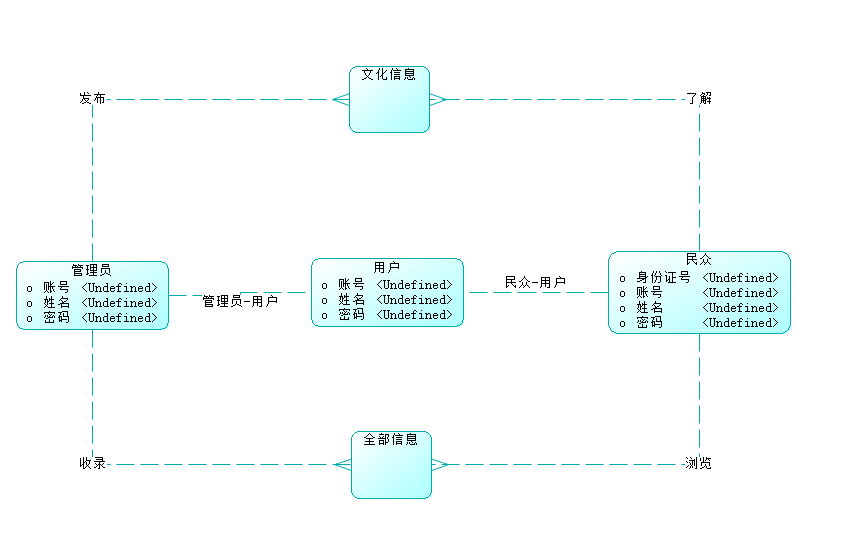 文化信息
发布
了解
管理员
o 账号 <Undefined>
o 姓名 <Undefined>
o 密码 <Undefined>
管理员-用户
用户
o 账号 <Undefined>
o 姓名 <Undefined>
o 密码 <Undefined>
民众-用户
民众
o 身份证号 <Undefined>
o 账号 <Undefined>
o 姓名 <Undefined>
o 密码 <Undefined>
全部信息
收录
浏览